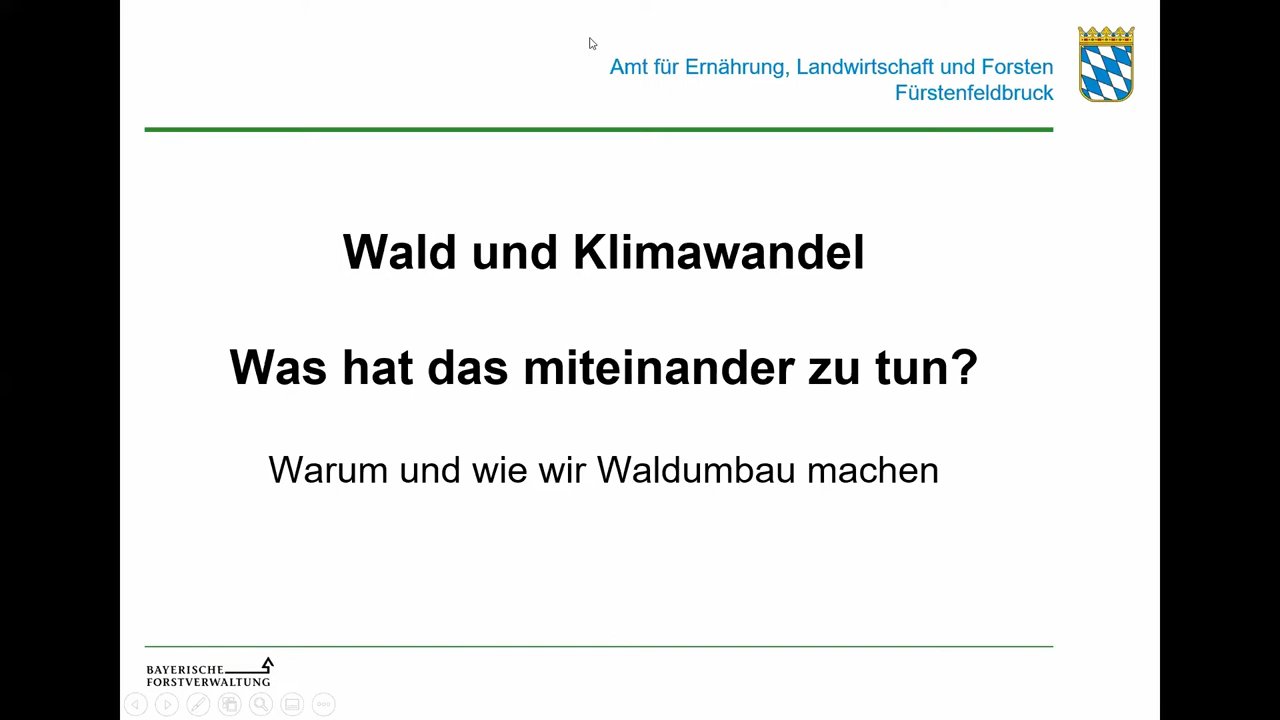 Amt für Ernährung, Landwirtschaft und Forsten
Fürstenfeldbruck
Wald und Klimawandel
Was hat das miteinander zu tun?
Warum und wie wir Waldumbau machen
BAYERISCHE
FORSTVERWALTUNG